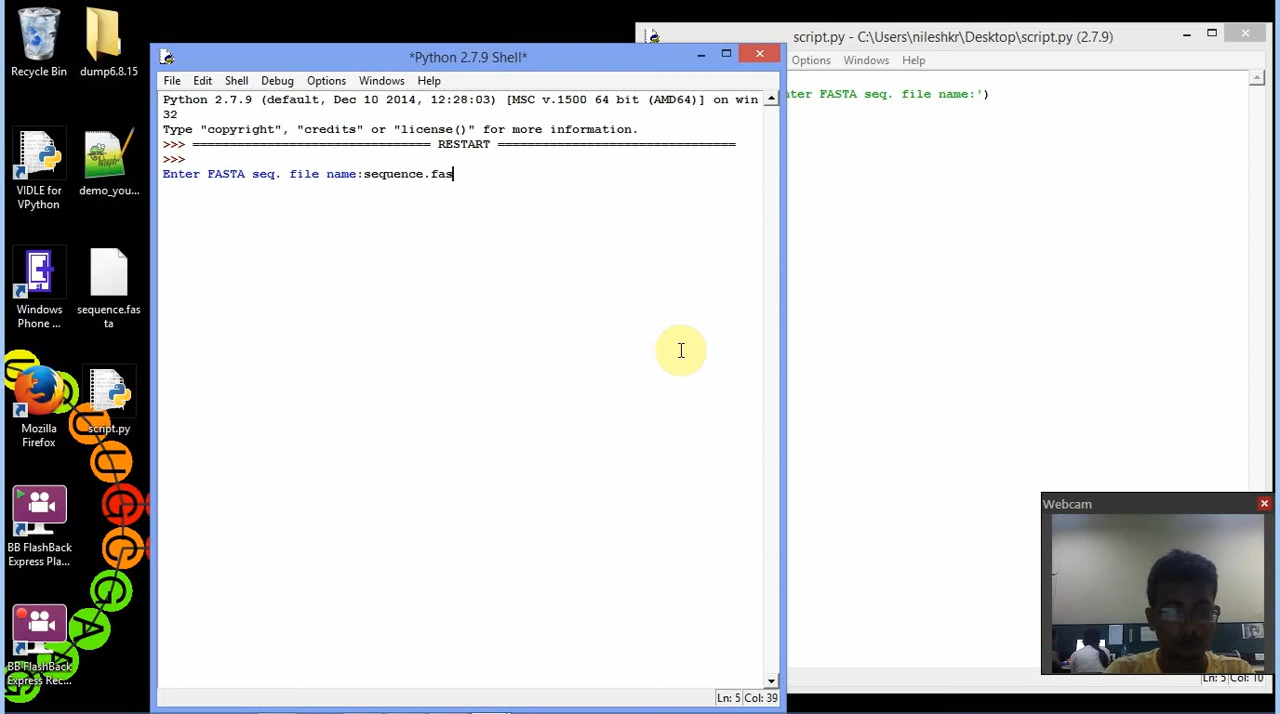 Recycle Bin
dump6.8.15
VIDLE for
VPython
demo_you...
Windows
Phone ...
sequence.fas
ta
Mozilla
Firefox
script.py
BB FlashBack
Express Pla...
BB FlashBack
Express Rec...
*Python 2.7.9 Shell*
File Edit Shell Debug Options Windows Help
Python 2.7.9 (default, Dec 10 2014, 12:28:03) [MSC v.1500 64 bit (AMD64)] on win
32
Type "copyright", "credits" or "license()" for more information.
>>> ================================ RESTART ================================
>>>
Enter FASTA seq. file name:sequence.fas
Ln: 5 Col: 39
script.py - C:\Users\nileshkr\Desktop\script.py (2.7.9)
Options Windows Help
nter FASTA seq. file name:')
Webcam
Ln: 5 Col: 10
U
U
U
G
C
C
G
A
A
G